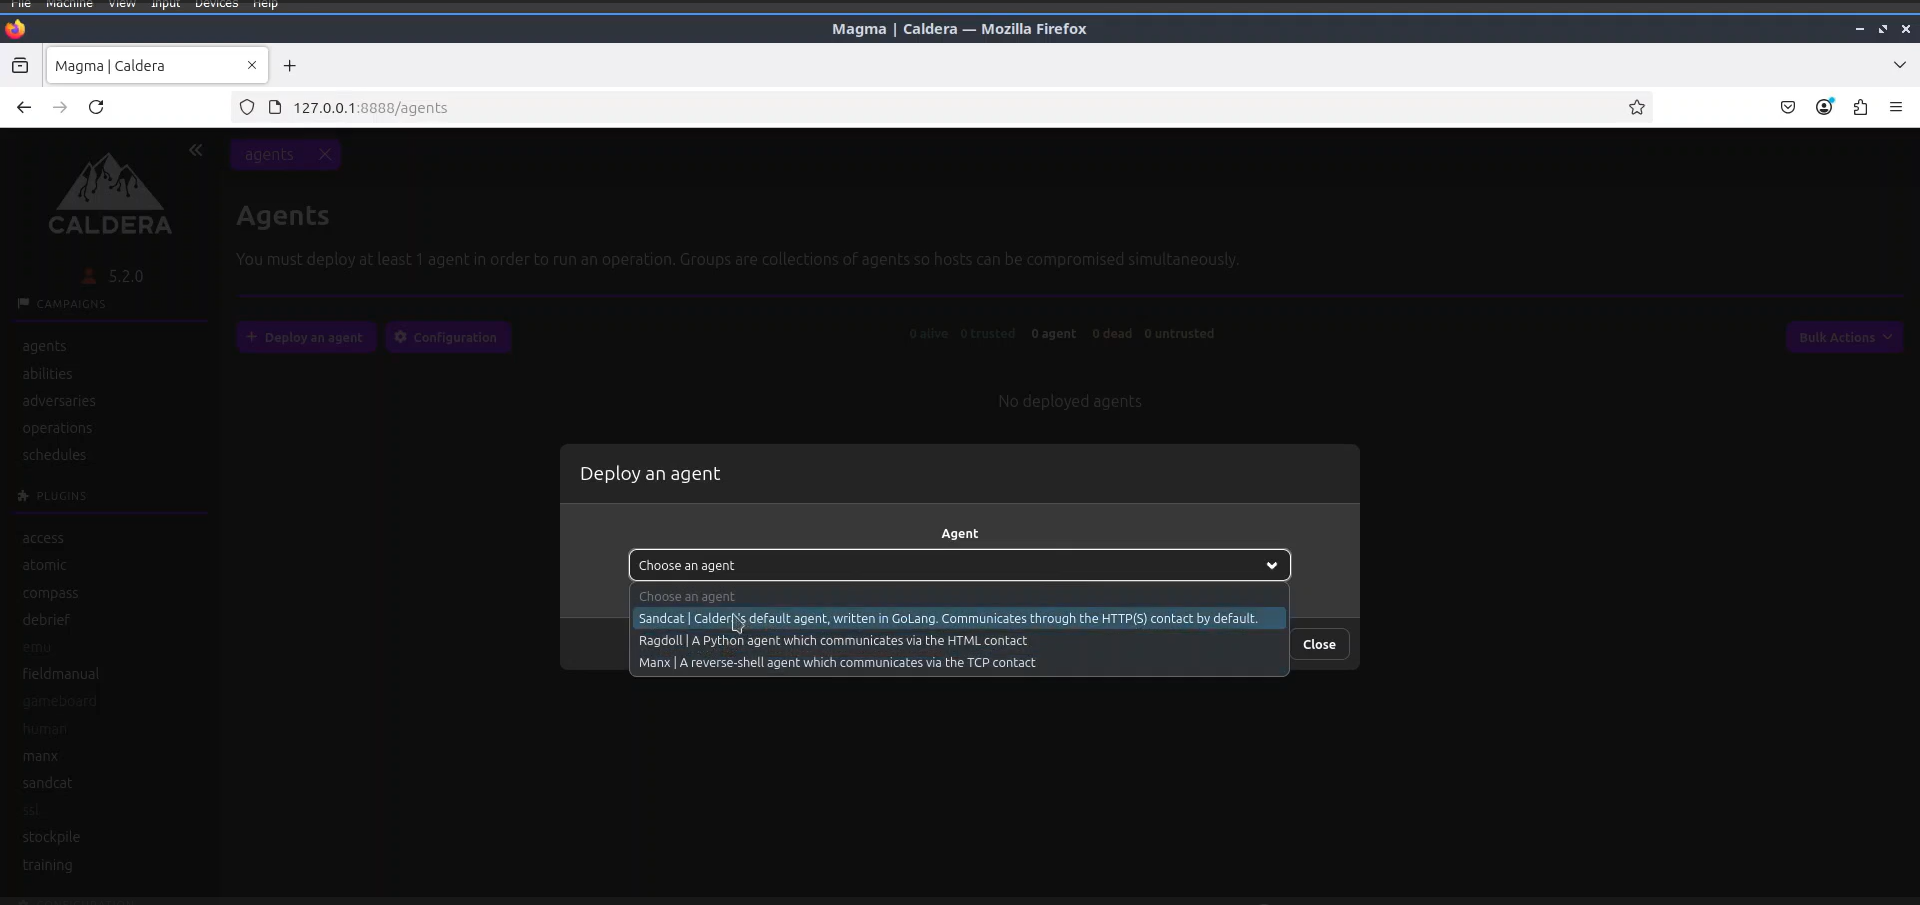 File Machine View Input Devices Help
Magma | Caldera — Mozilla Firefox
Magma | Caldera
127.0.0.1:8888/agents
agents
CALDERA
Agents
You must deploy at least 1 agent in order to run an operation. Groups are collections of agents so hosts can be compromised simultaneously.
5.2.0
CAMPAIGNS
Deploy an agent
Configuration
0 alive 0 trusted 0 agent 0 dead 0 untrusted
Bulk Actions
agents
abilities
adversaries
operations
schedules
No deployed agents
PLUGINS
access
atomic
compass
debrief
emu
fieldmanual
gameboard
human
manx
sandcat
ssl
stockpile
training
Deploy an agent
Agent
Choose an agent
Choose an agent
Sandcat | Caldera's default agent, written in GoLang. Communicates through the HTTP(S) contact by default.
Ragdoll | A Python agent which communicates via the HTML contact
Manx | A reverse-shell agent which communicates via the TCP contact
Close